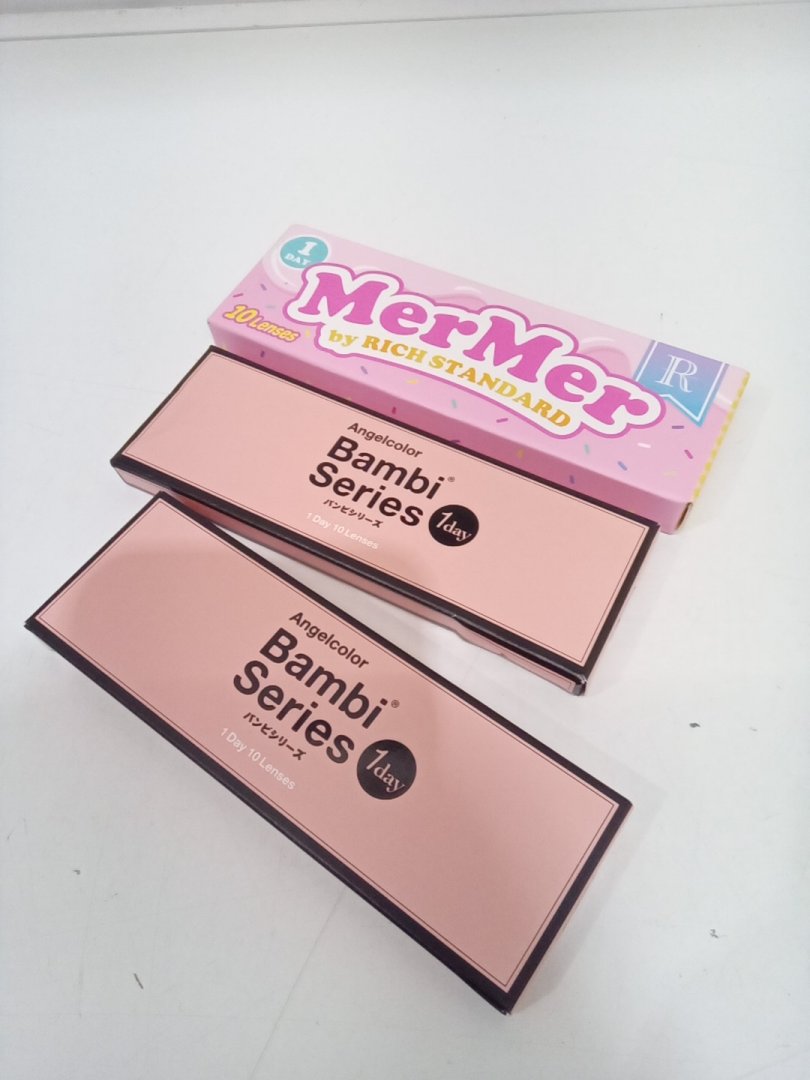 1
DAY
MerMer
10 Lenses
by RICH STANDARD
R
Angelcolor
Bambi®
Series 1day
バンビシリーズ
1 Day 10 Lenses
Angelcolor
Bambi®
Series 1day
バンビシリーズ
1 Day 10 Lenses